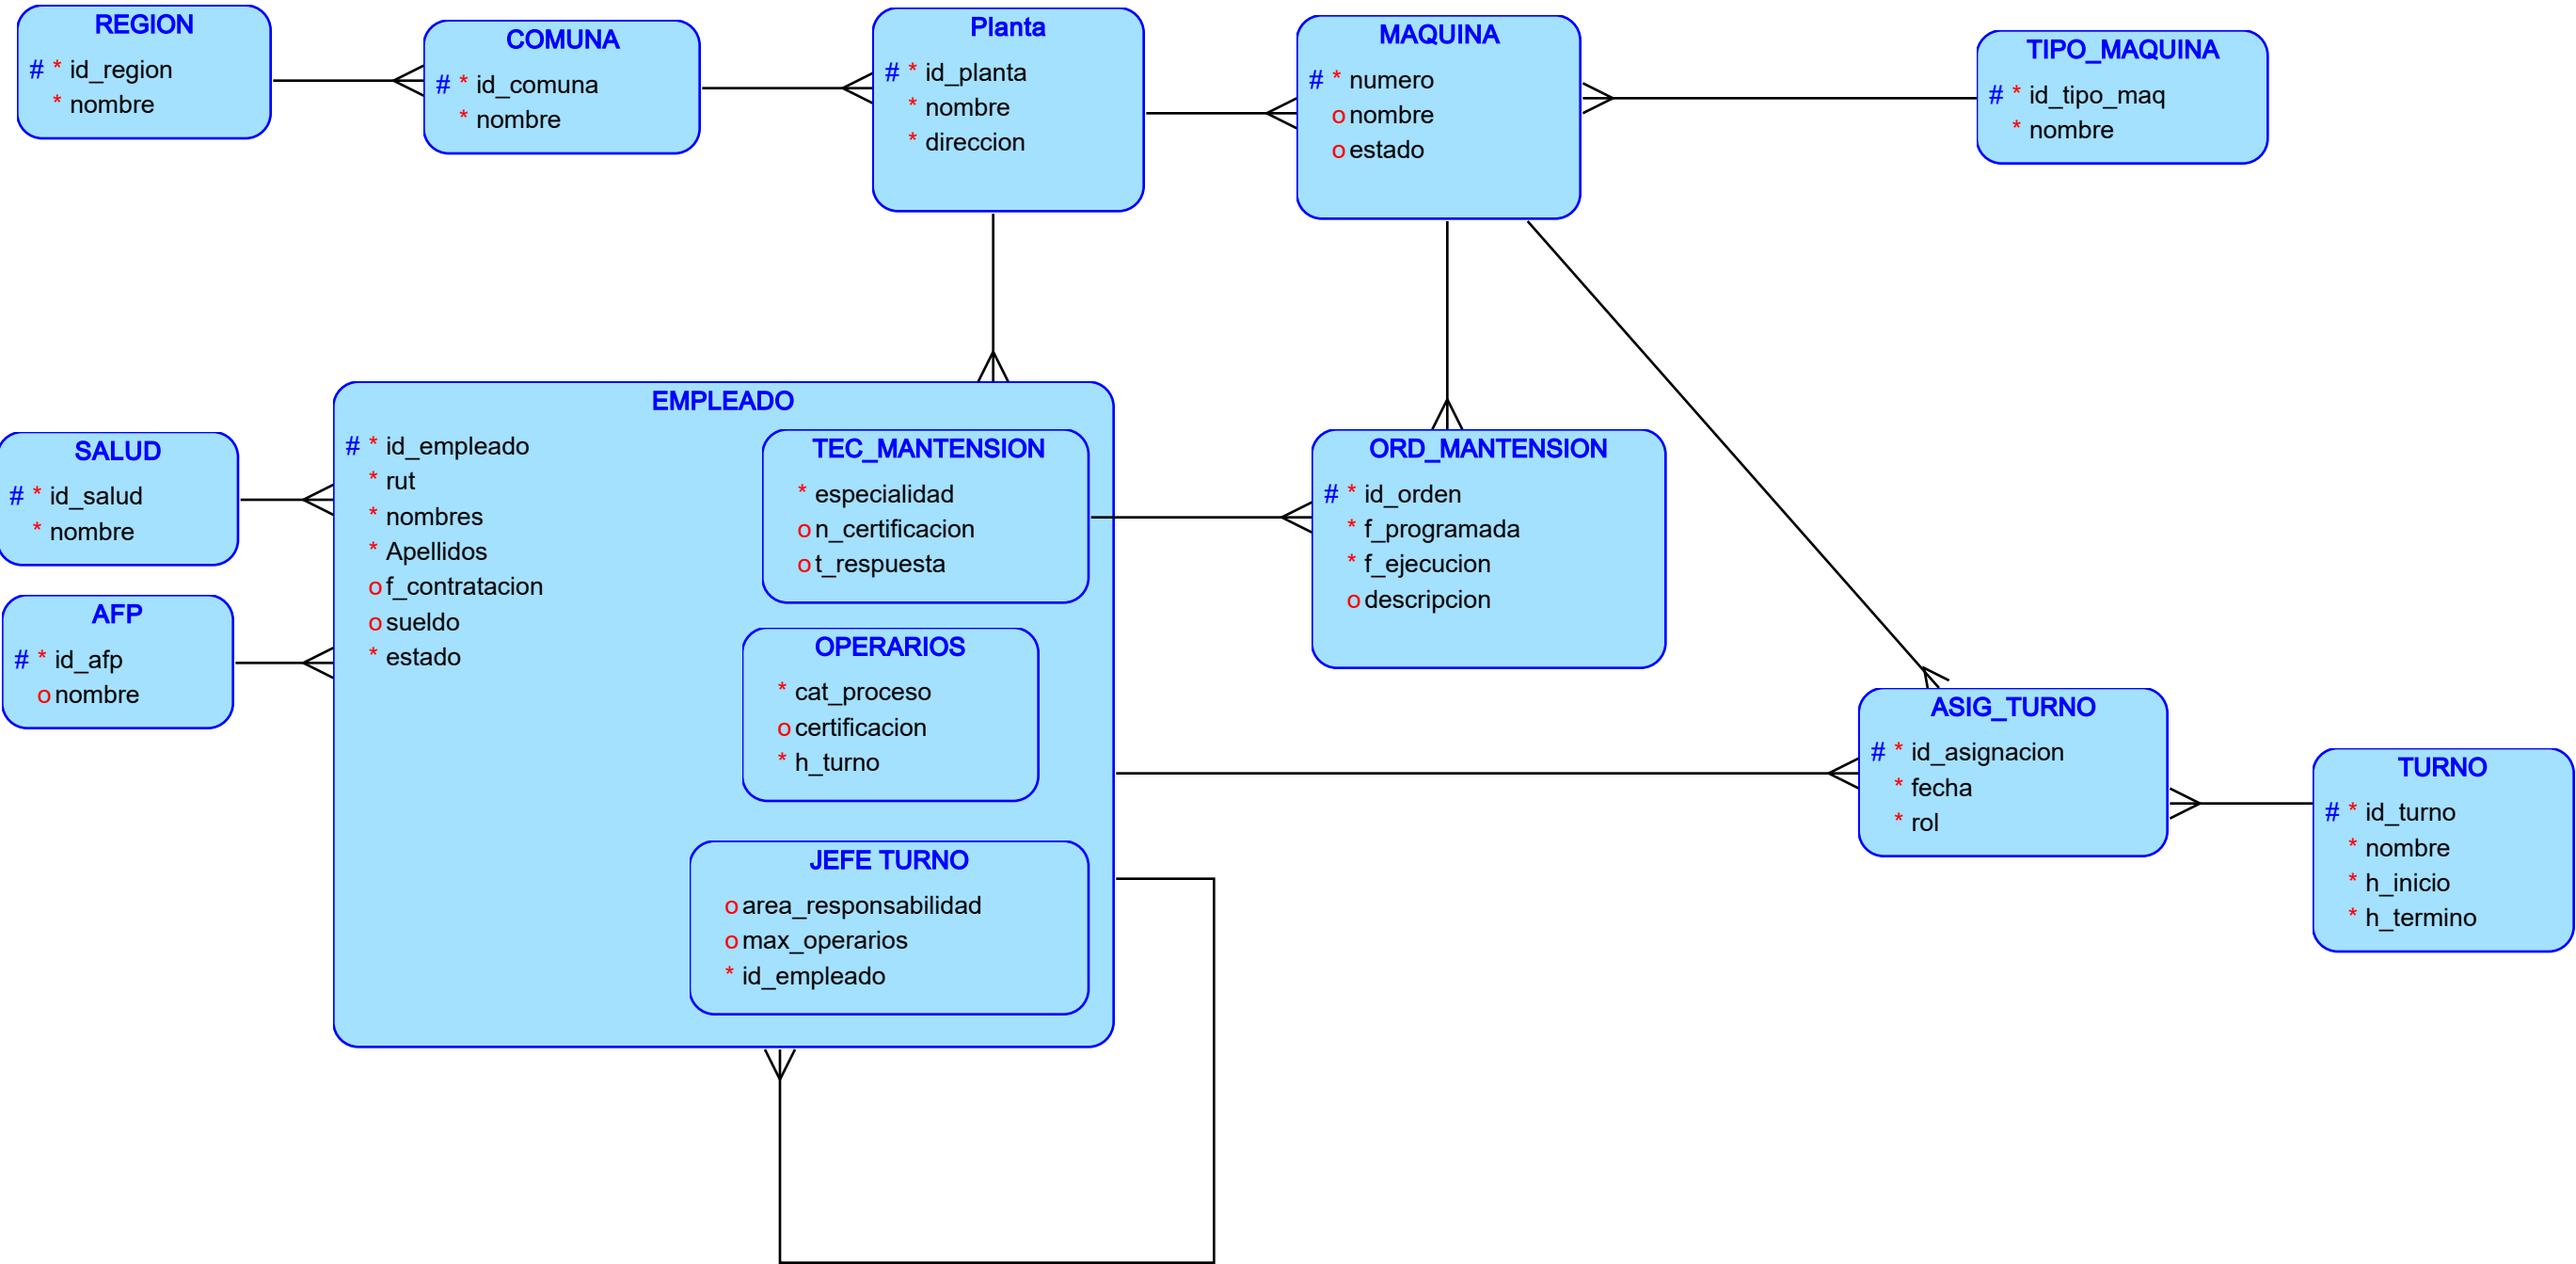 REGION
# * id_region
* nombre
COMUNA
# * id_comuna
* nombre
Planta
# * id_planta
* nombre
* direccion
MAQUINA
# * numero
o nombre
o estado
TIPO_MAQUINA
# * id_tipo_maq
* nombre
SALUD
# * id_salud
* nombre
AFP
# * id_afp
o nombre
EMPLEADO
# * id_empleado
* rut
* nombres
* Apellidos
o f_contratacion
o sueldo
* estado
TEC_MANTENSION
* especialidad
o n_certificacion
o t_respuesta
OPERARIOS
* cat_proceso
o certificacion
* h_turno
JEFE TURNO
o area_responsabilidad
o max_operarios
* id_empleado
ORD_MANTENSION
# * id_orden
* f_programada
* f_ejecucion
o descripcion
ASIG_TURNO
# * id_asignacion
* fecha
* rol
TURNO
# * id_turno
* nombre
* h_inicio
* h_termino